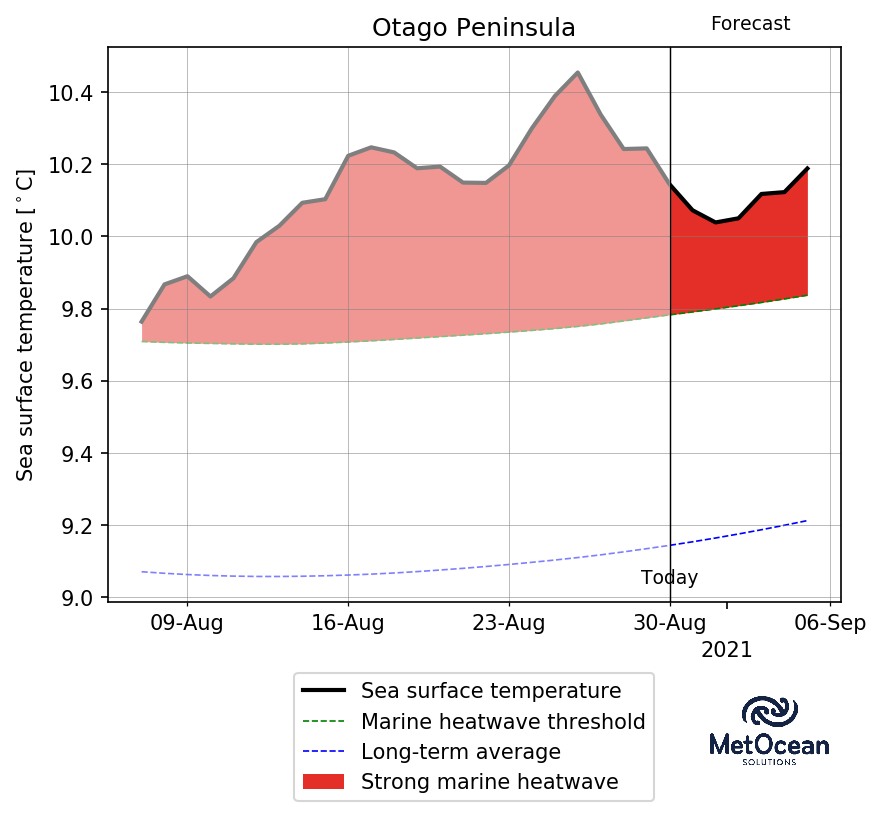 Otago Peninsula
Forecast
Sea surface temperature [°C]
10.4
10.2
10.0
9.8
9.6
9.4
9.2
9.0
Today
09-Aug 16-Aug 23-Aug 30-Aug 06-Sep
2021
Sea surface temperature
Marine heatwave threshold
Long-term average
Strong marine heatwave
MetOcean
SOLUTIONS